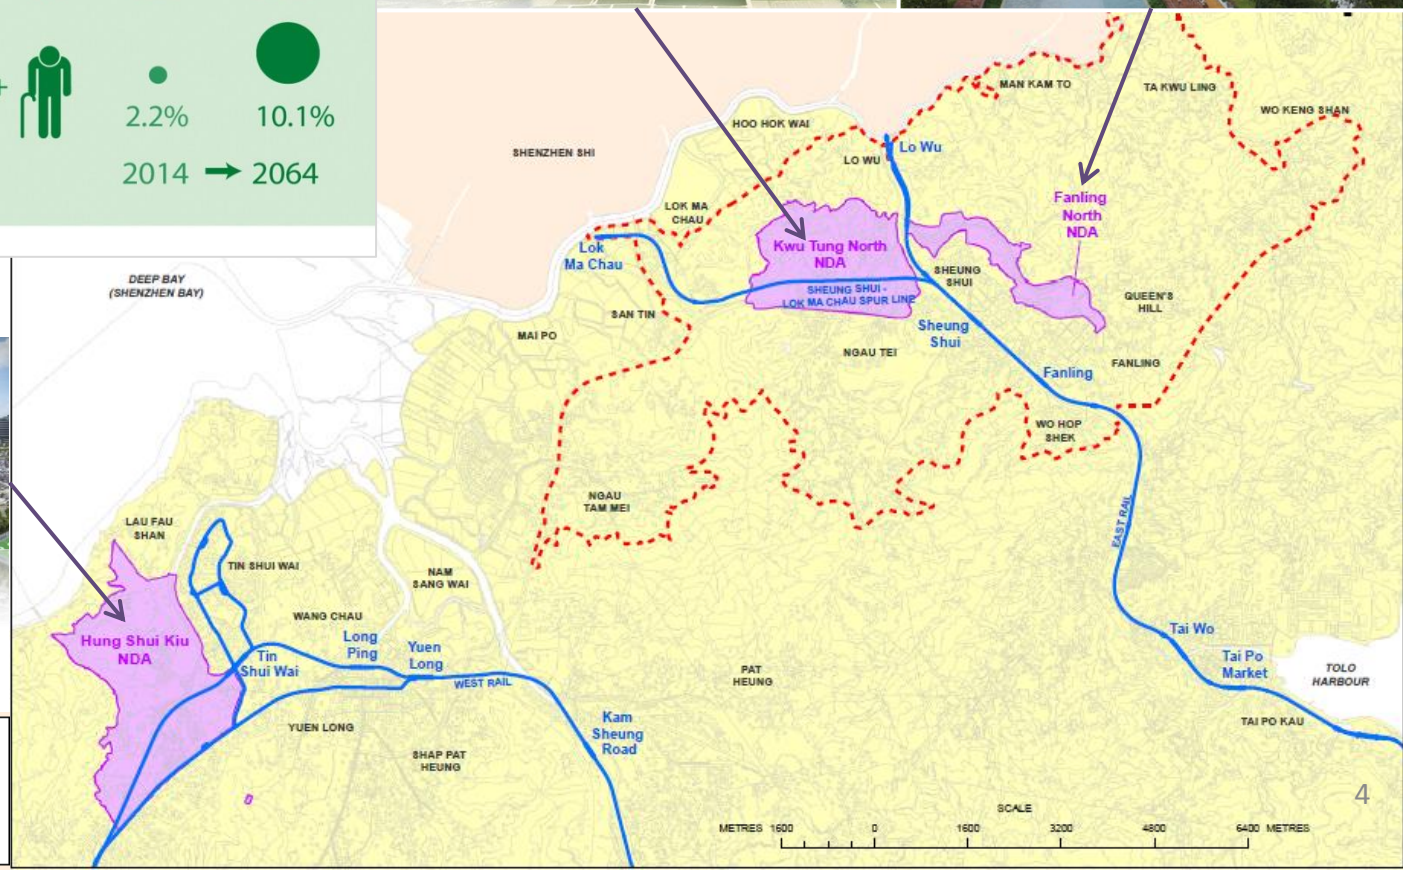 +
2.2%
10.1%
2014 → 2064
MAN KAM TO
TA KWU LING
WO KENG SHAN
HOO HOK WAI
SHENZHEN SHI
LO WU
Lo Wu
LOK MA
CHAU
Fanling
North
NDA
Kwu Tung North
NDA
Lok
Ma Chau
SHEUNG
SHUI
DEEP BAY
(SHENZHEN BAY)
SHEUNG SHUI -
LOK MA CHAU SPUR LINE
QUEEN'S
HILL
SAN TIN
MAI PO
Sheung
Shui
NGAU TEI
FANLING
Fanling
WO HOP
SHEK
NGAU
TAM MEI
EAST RAIL
LAU FAU
SHAN
TIN SHUI WAI
NAM
SANG WAI
WANG CHAU
Hung Shui Kiu
NDA
Long
Ping
Yuen
Long
Tin
Shui Wai
WEST RAIL
Tai Wo
Tai Po
Market
TOLO
HARBOUR
PAT
HEUNG
YUEN LONG
Kam
Sheung
Road
TAI PO KAU
SHAP PAT
HEUNG
4
SCALE
METRES 1600 0 1600 3200 4800 6400 METRES